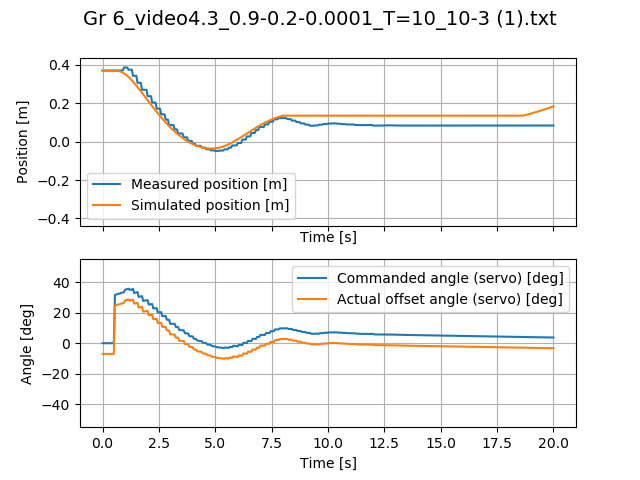 Gr 6_video4.3_0.9-0.2-0.0001_T=10_10-3 (1).txt
Position [m]
0.4
0.2
0.0
−0.2
−0.4
Measured position [m]
Simulated position [m]
Time [s]
Angle [deg]
40
20
0
−20
−40
Commanded angle (servo) [deg]
Actual offset angle (servo) [deg]
0.0 2.5 5.0 7.5 10.0 12.5 15.0 17.5 20.0
Time [s]